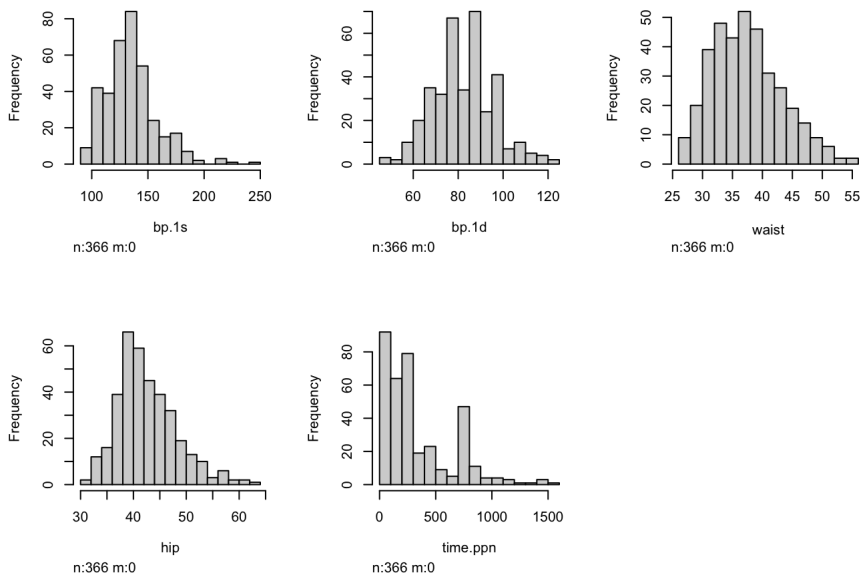 Frequency
0 20 40 60 80
100 150 200 250
bp.1s
n:366 m:0
Frequency
0 20 40 60
60 80 100 120
bp.1d
n:366 m:0
Frequency
0 10 20 30 40 50
25 30 35 40 45 50 55
waist
n:366 m:0
Frequency
0 20 40 60
30 40 50 60
hip
n:366 m:0
Frequency
0 20 40 60 80
0 500 1000 1500
time.ppn
n:366 m:0